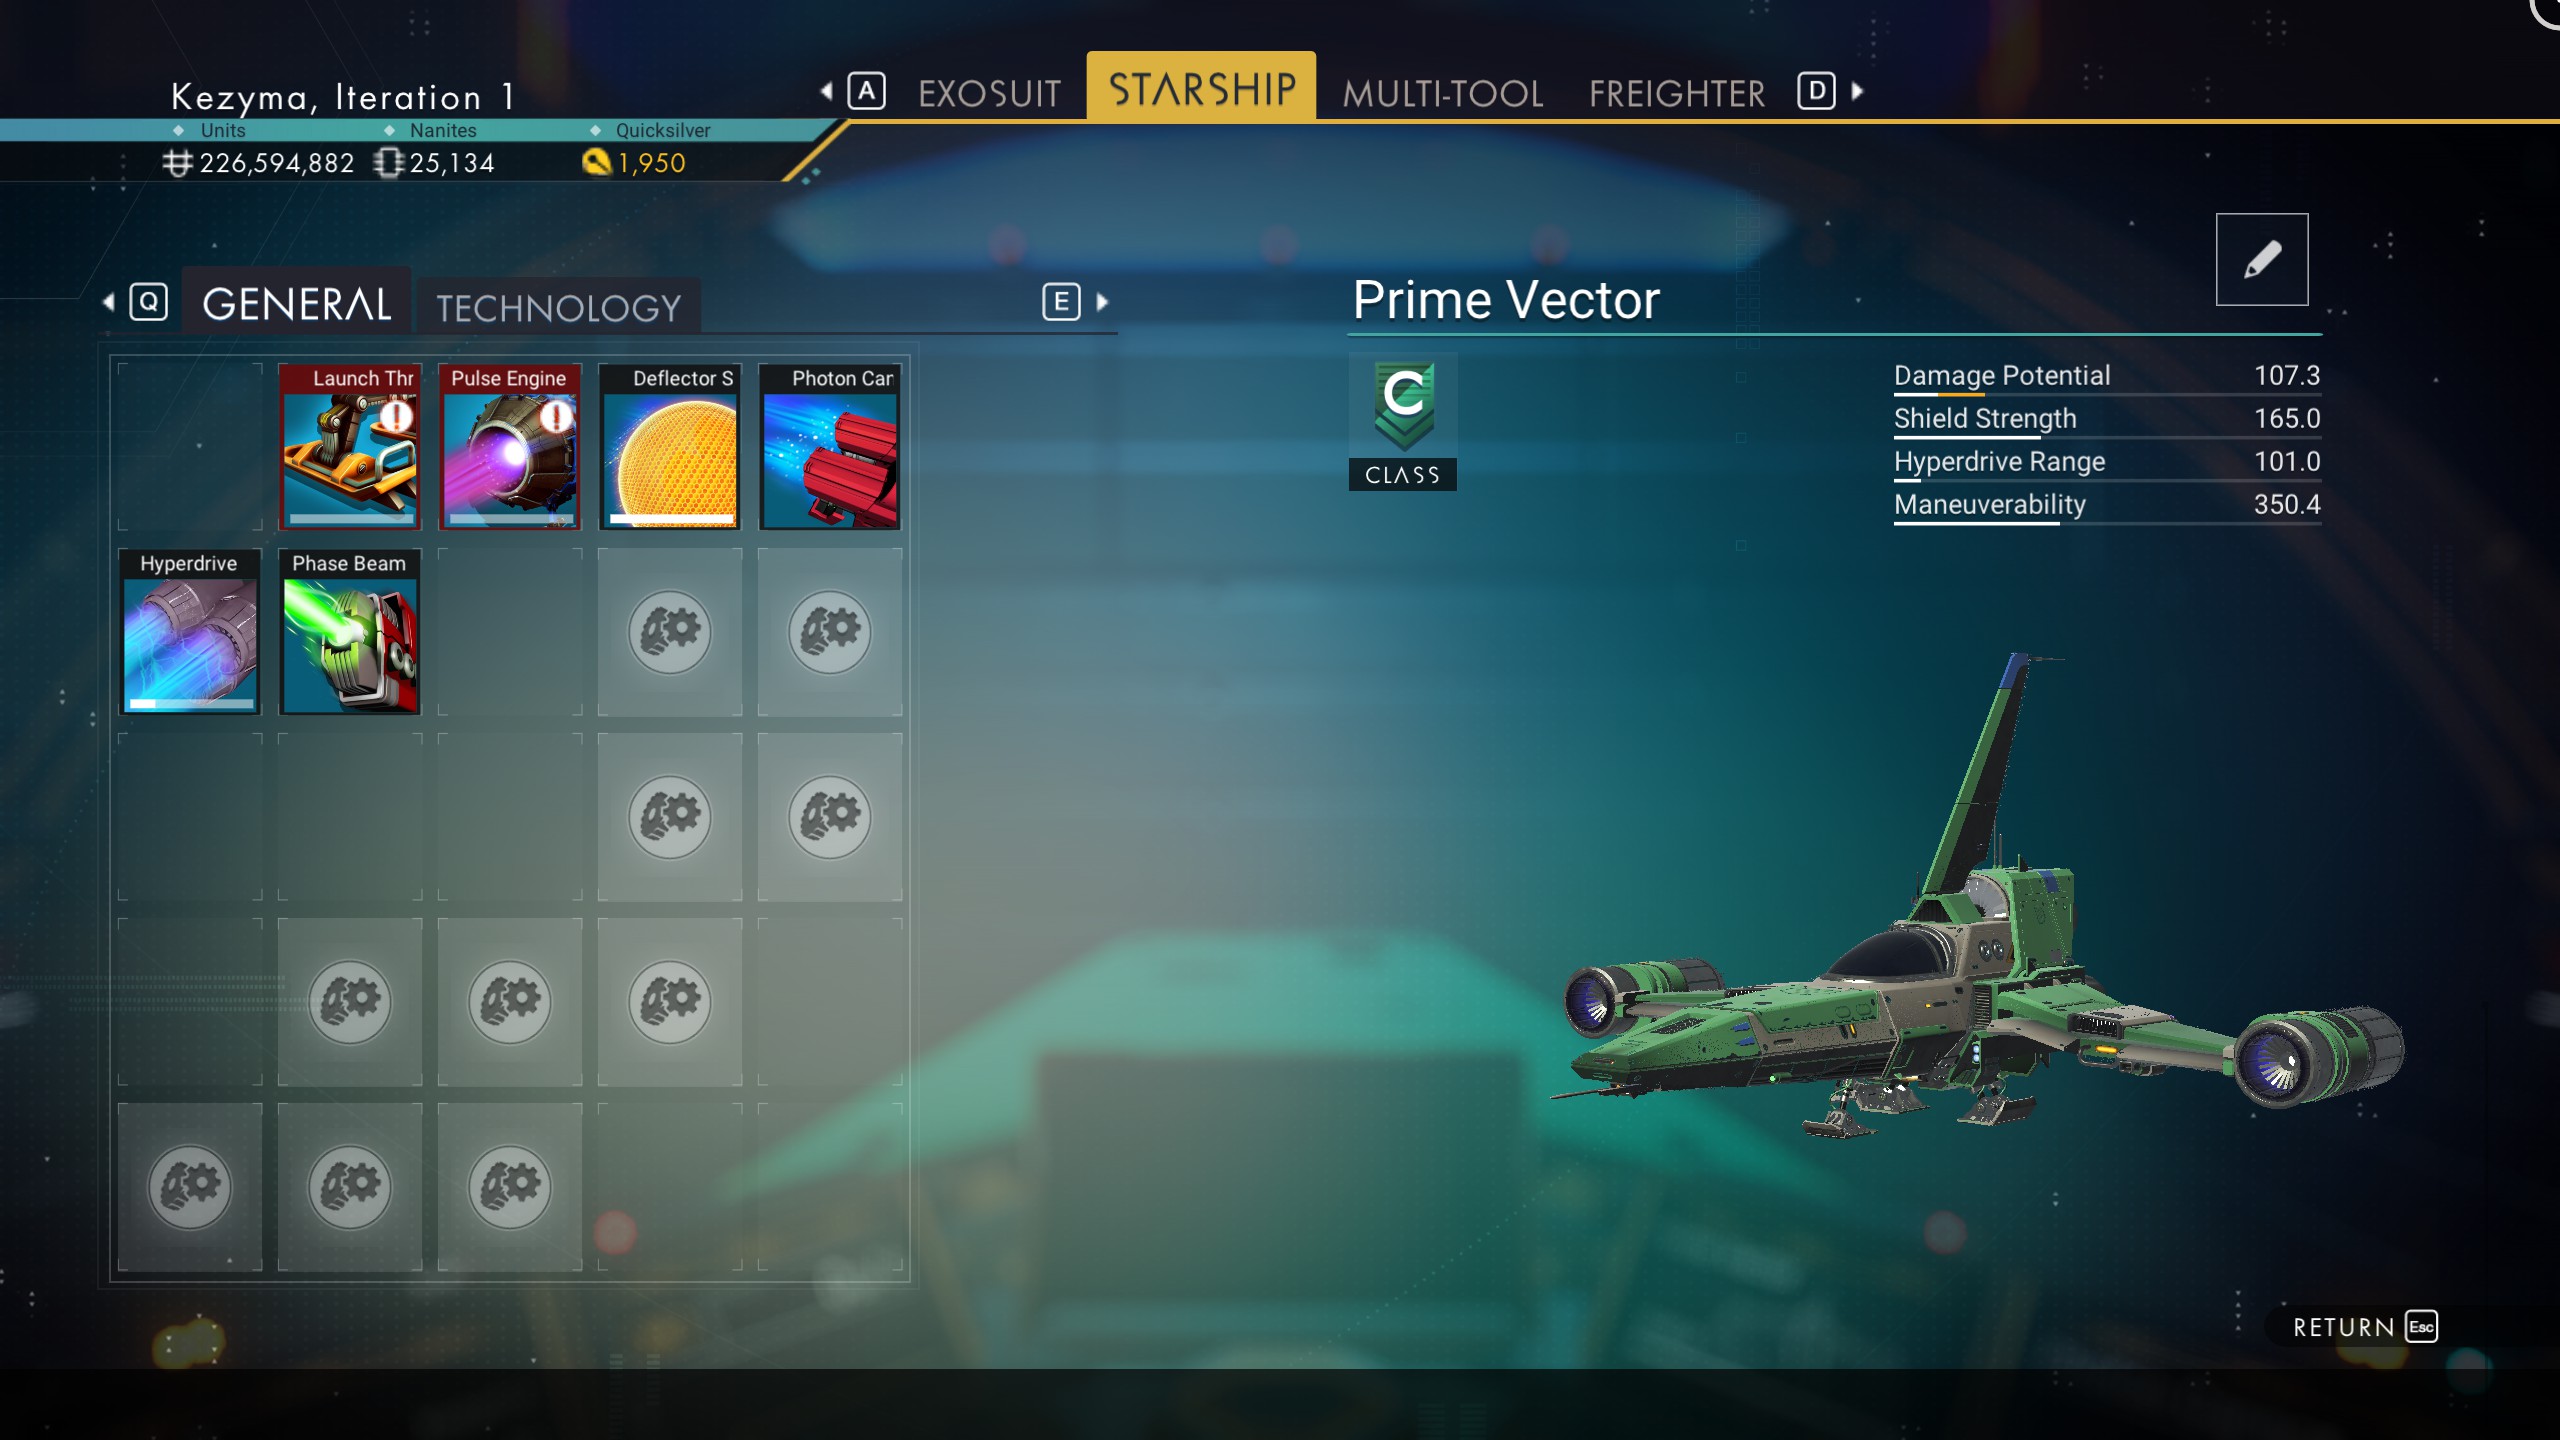 Kezyma, Iteration 1
A EXOSUIT STARSHIP MULTI-TOOL FREIGHTER D
Units Nanites Quicksilver
226,594,882 25,134 1,950
Q GENERAL TECHNOLOGY E
Launch Thr Pulse Engine Deflector S Photon Can
Hyperdrive Phase Beam
Prime Vector
C
CLASS
Damage Potential 107.3
Shield Strength 165.0
Hyperdrive Range 101.0
Maneuverability 350.4
RETURN Esc